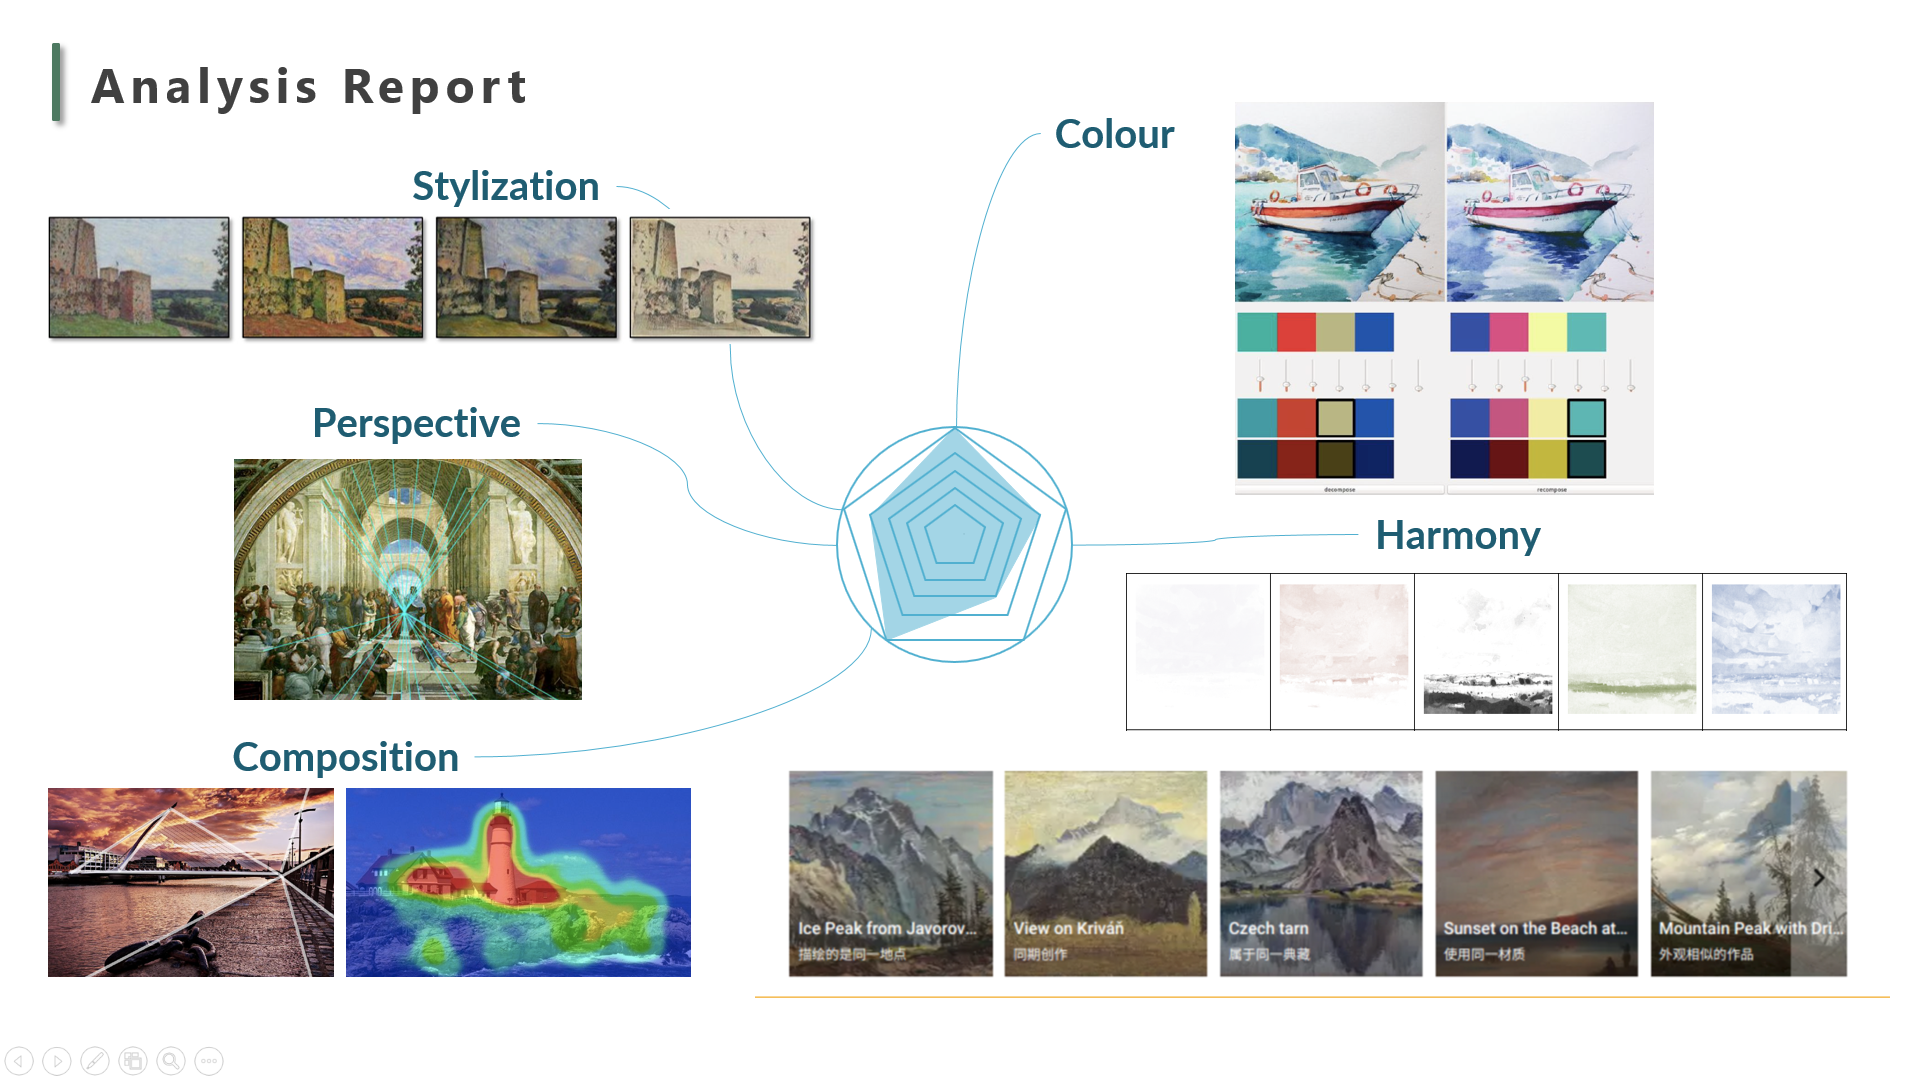 Analysis Report
Colour
Stylization
Perspective
decompose
recompose
Harmony
Composition
Ice Peak from Javorov...
描绘的是同一地点
View on Kriváň
同期创作
Czech tarn
属于同一典藏
Sunset on the Beach at...
使用同一材质
Mountain Peak with Dri...
外观相似的作品